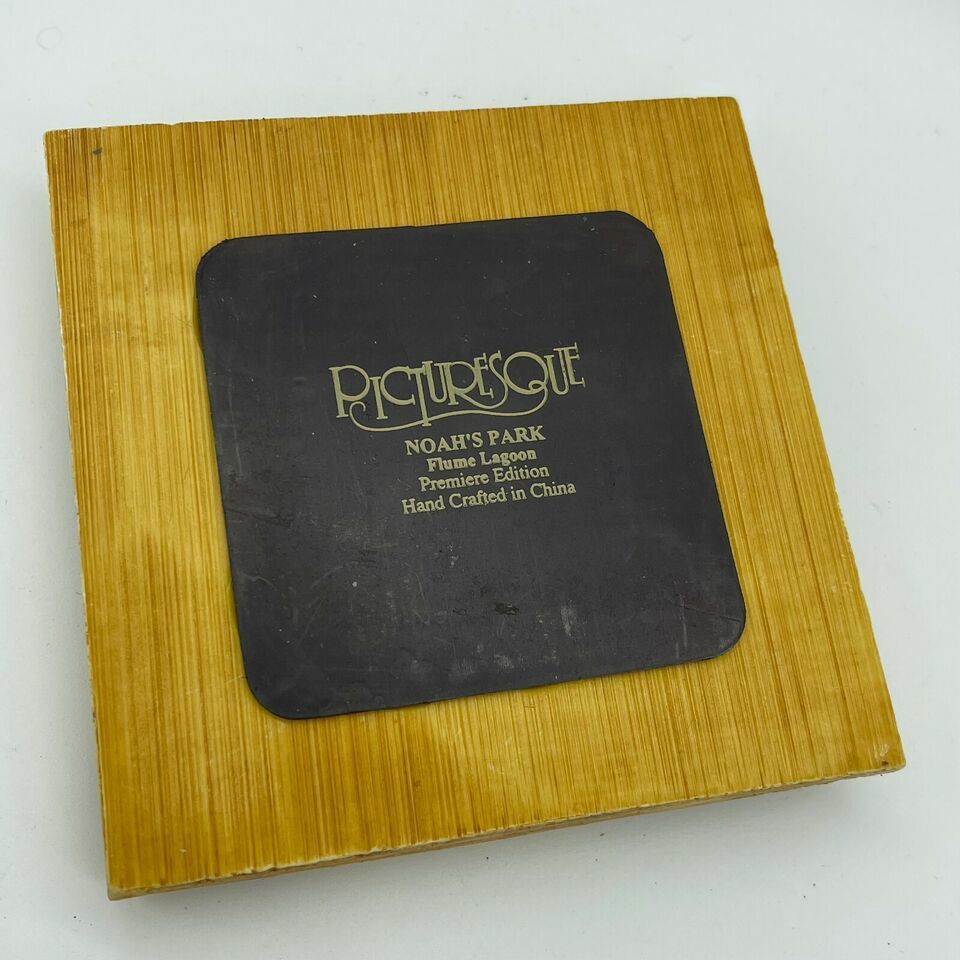 PICTURESQUE
NOAH'S PARK
Flume Lagoon
Premiere Edition
Hand Crafted in China